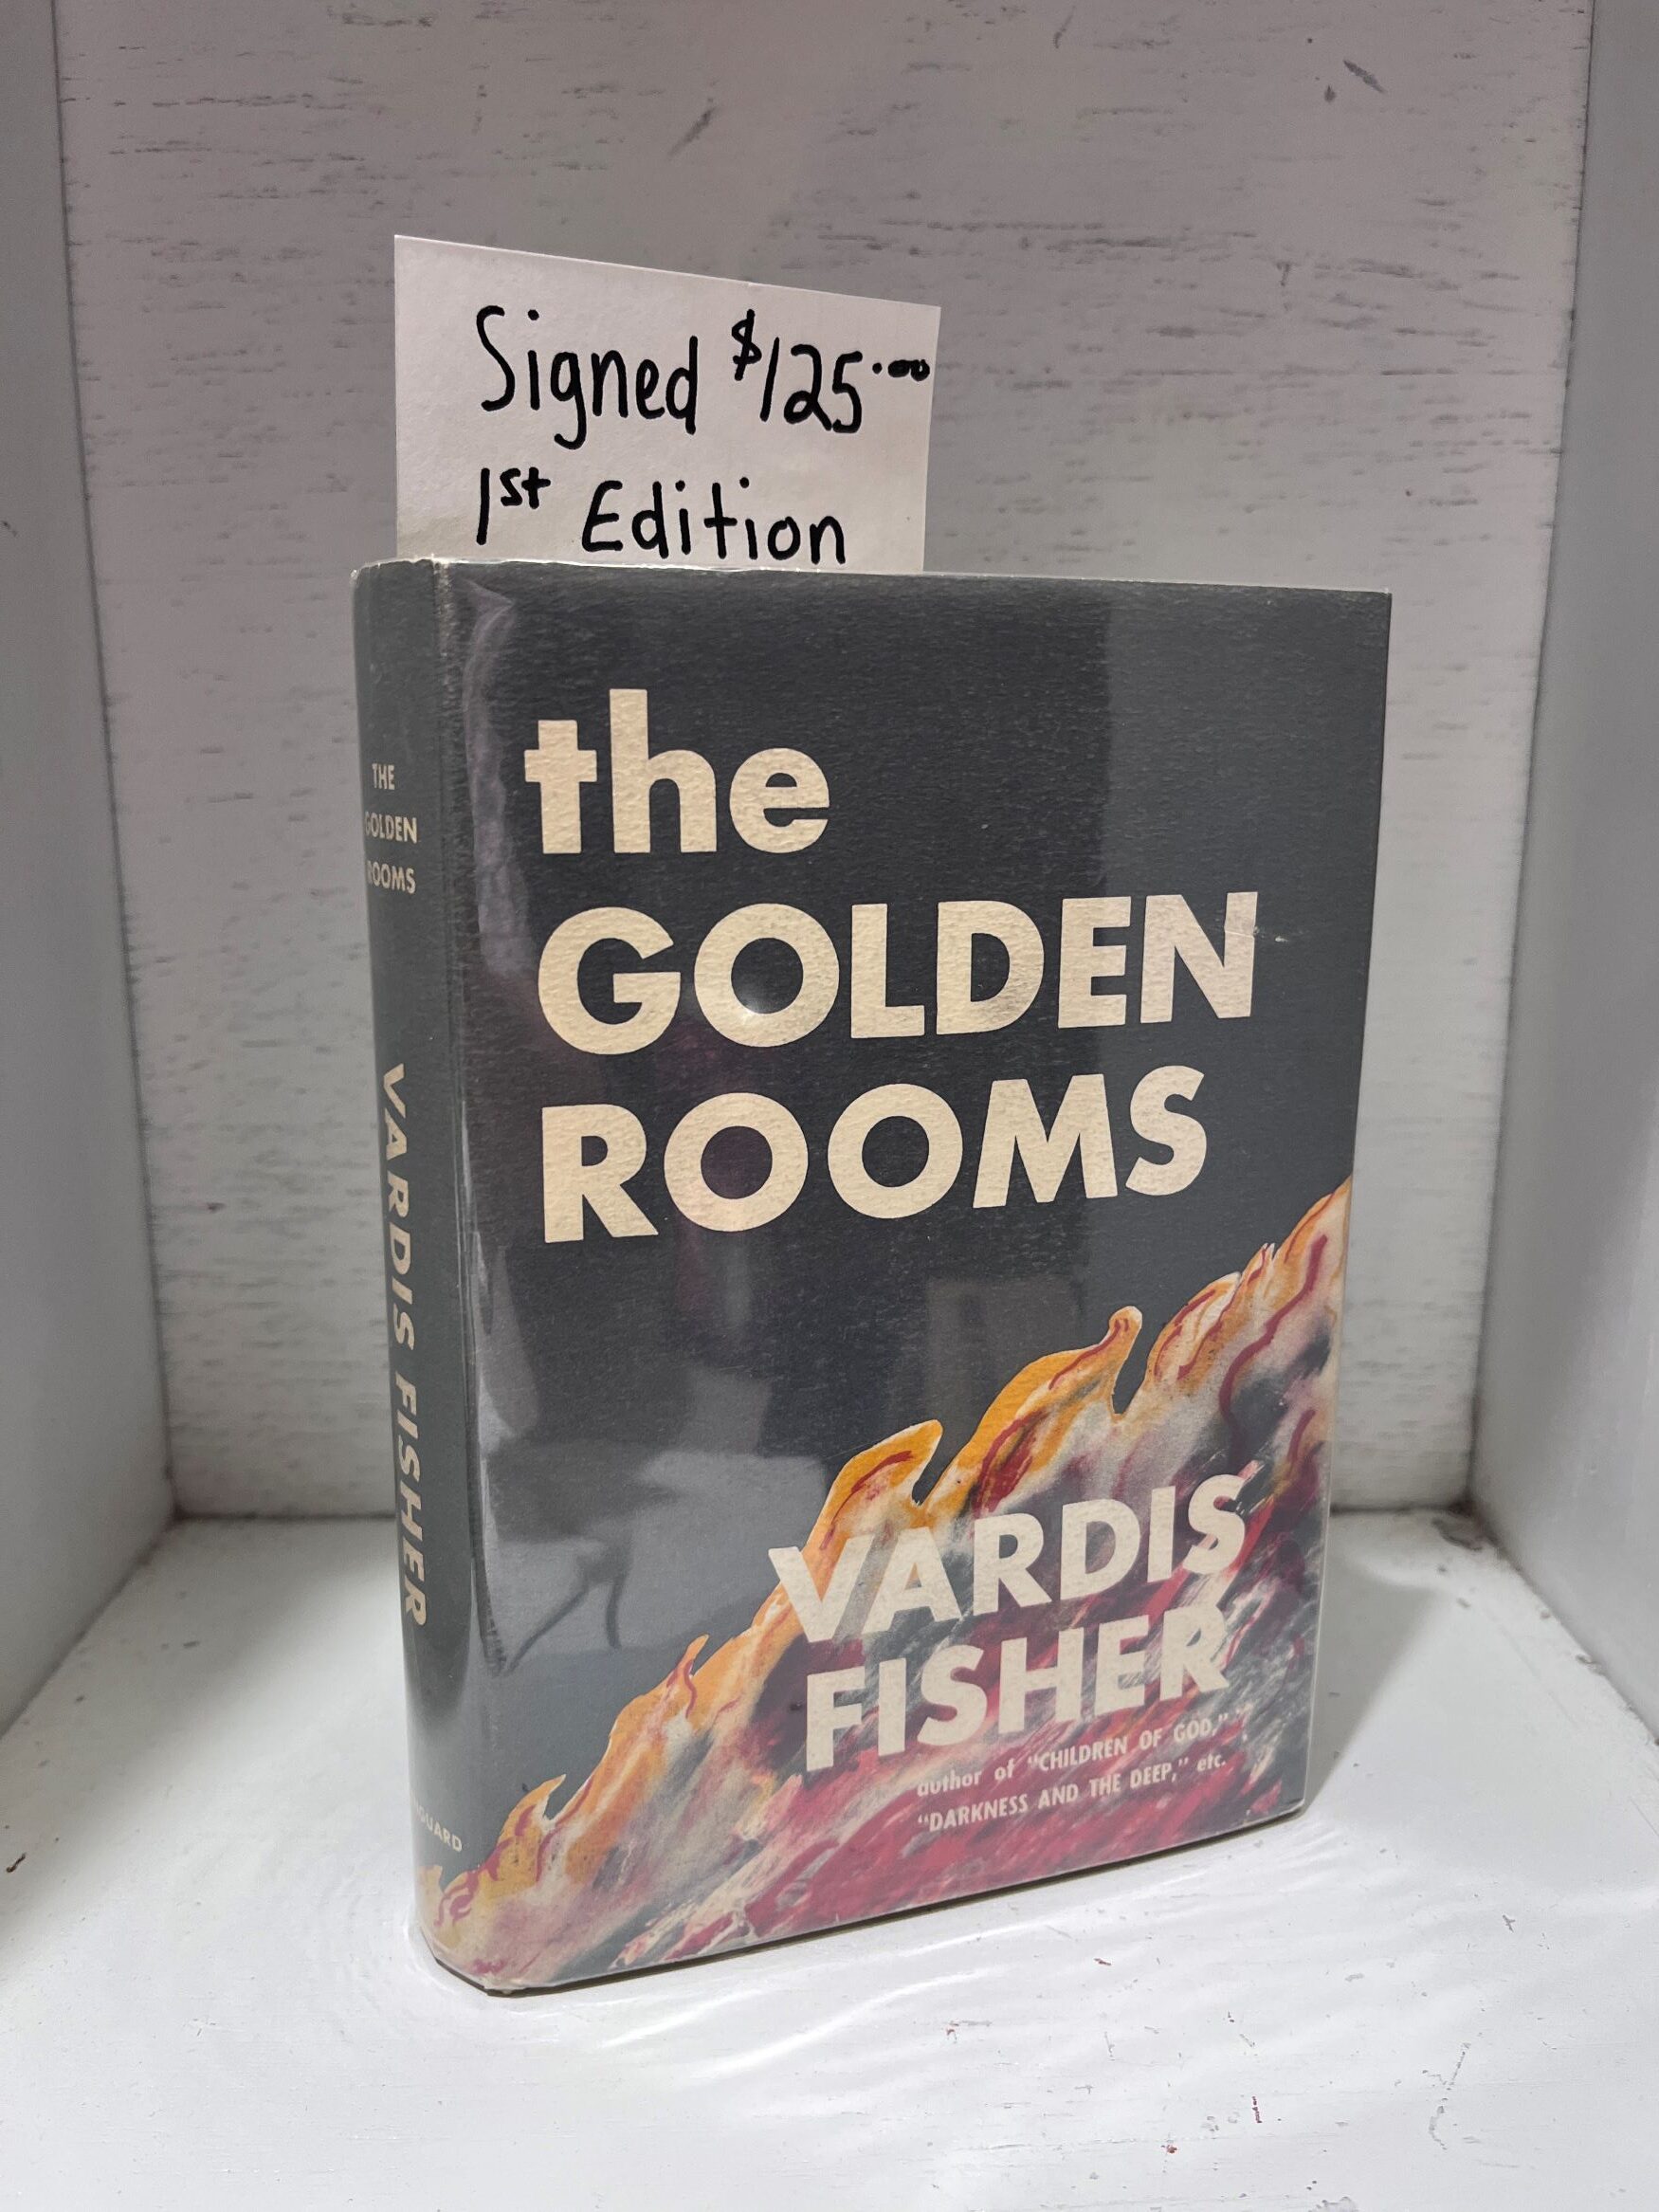 Signed $125.00
1st Edition
the
GOLDEN
ROOMS
VARDIS
FISHER
author of "CHILDREN OF GOD,"
"DARKNESS AND THE DEEP," etc.
THE
GOLDEN
ROOMS
VARDIS FISHER